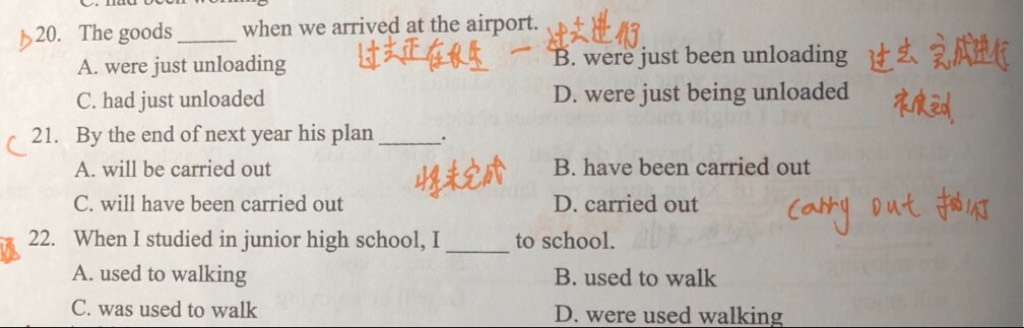 D 20. The goods _____ when we arrived at the airport. 过去进行
A. were just unloading 过去正在发生 一 B. were just been unloading 过去完成进行
C. had just unloaded D. were just being unloaded
C 21. By the end of next year his plan _____.
A. will be carried out 将来完成 B. have been carried out
C. will have been carried out D. carried out carry out 执行
22. When I studied in junior high school, I _____ to school.
A. used to walking B. used to walk
C. was used to walk D. were used walking